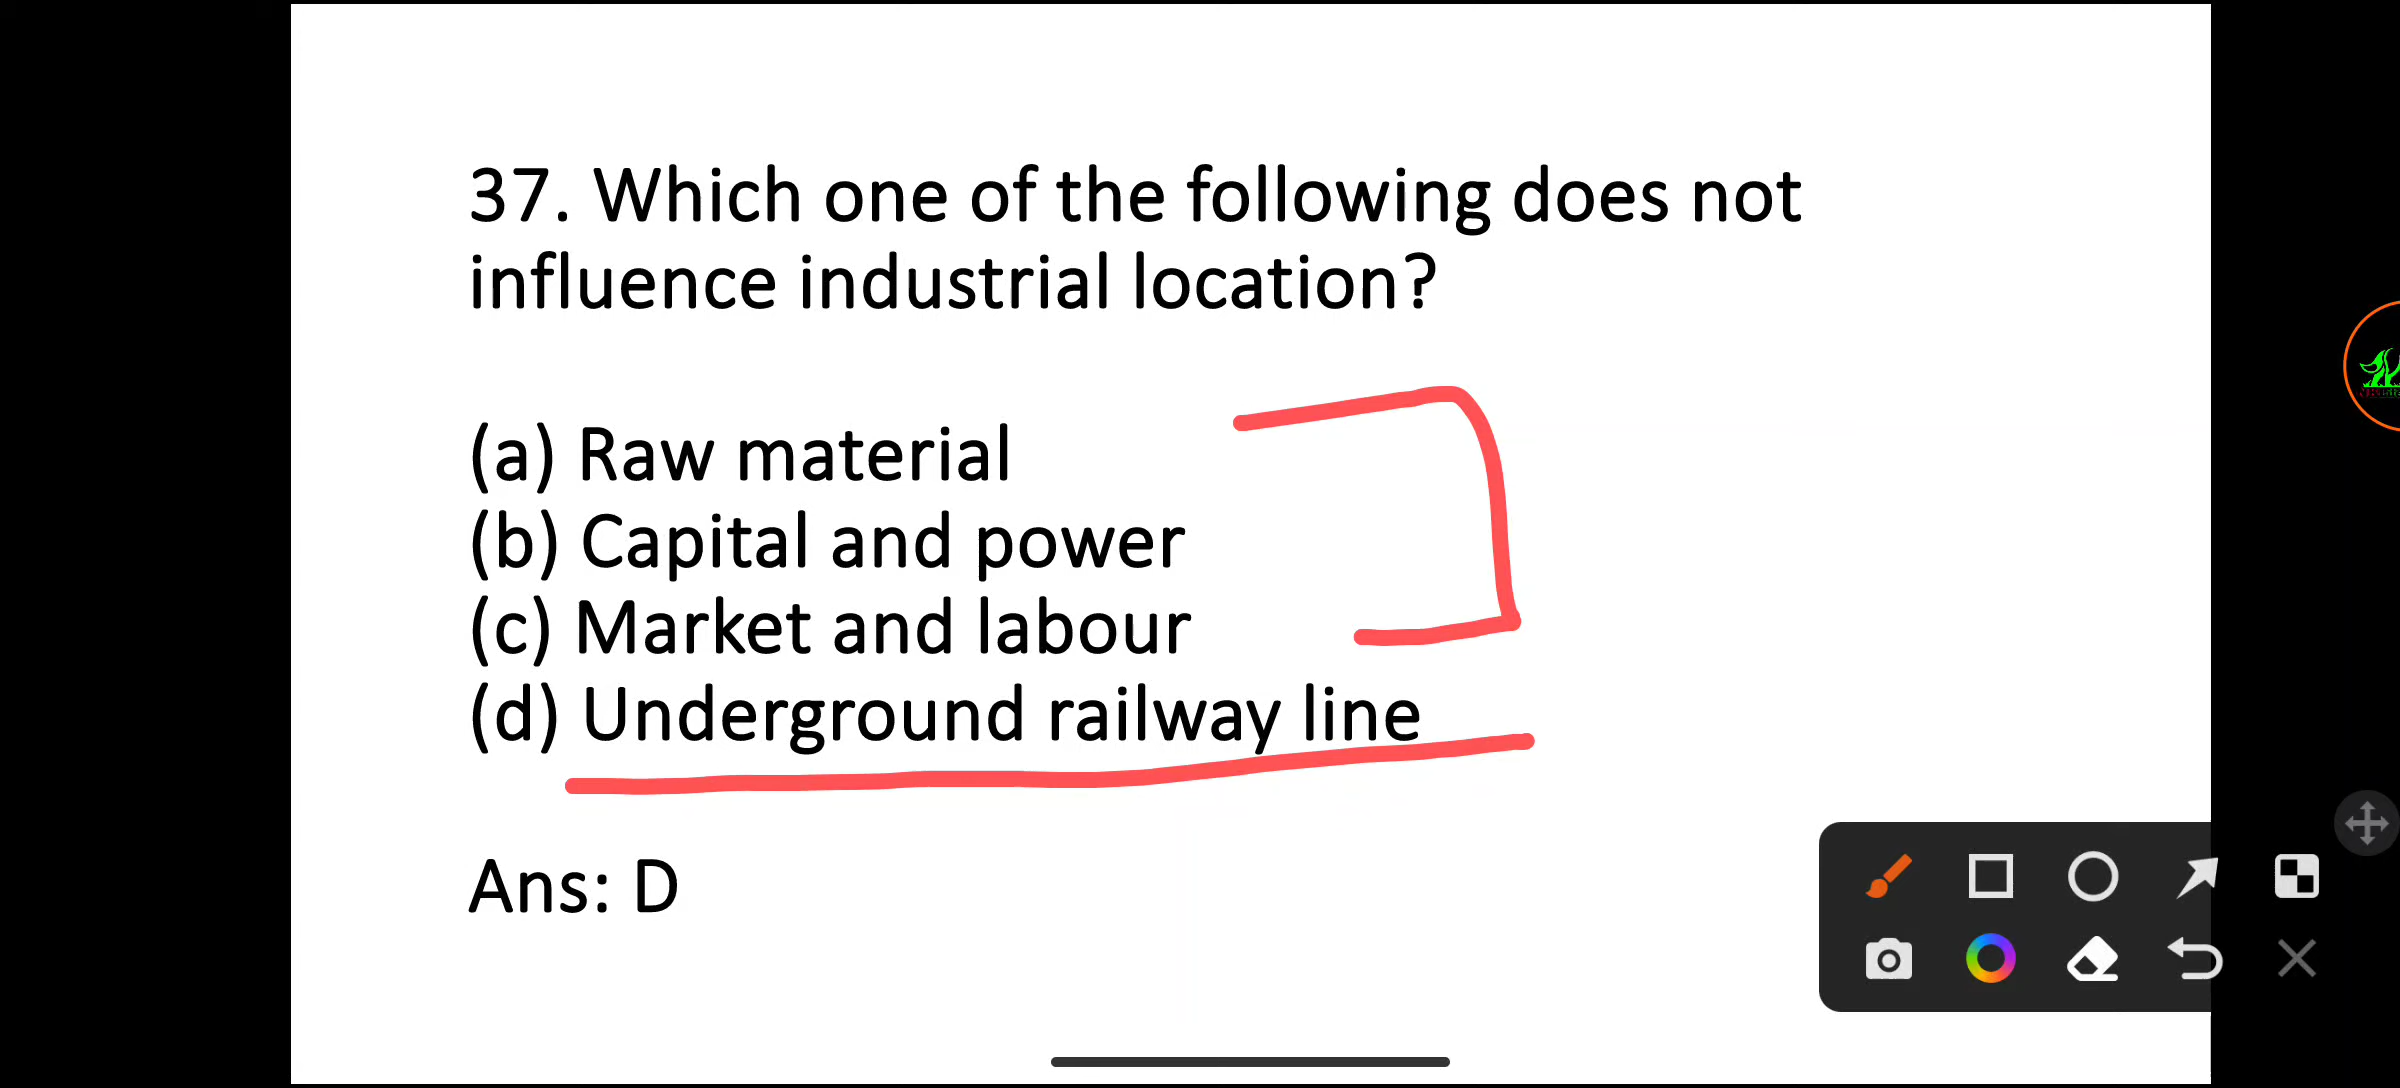 37. Which one of the following does not
influence industrial location?
(a) Raw material
(b) Capital and power
(c) Market and labour
(d) Underground railway line
Ans: D